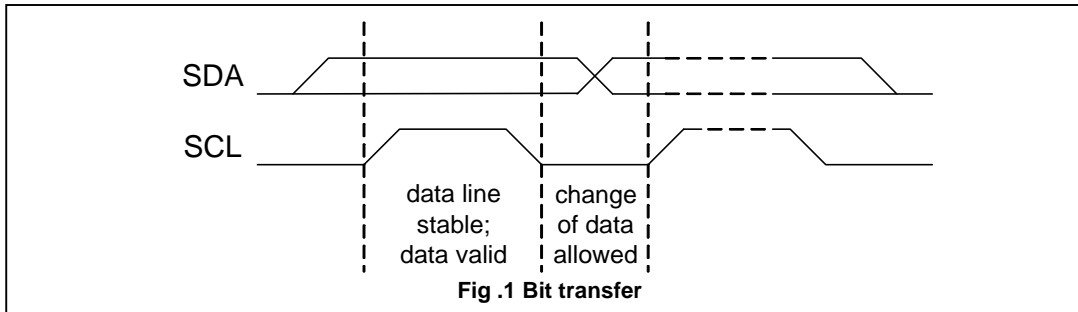 SDA
SCL
data line
stable;
data valid
change
of data
allowed
Fig .1 Bit transfer